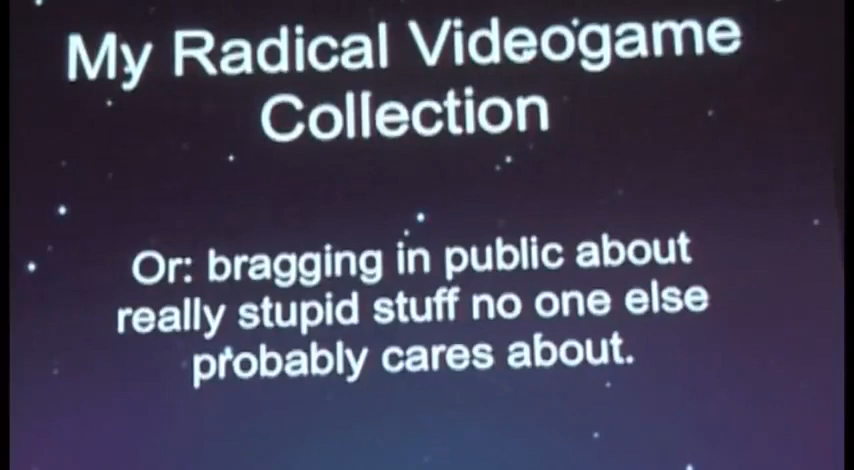 My Radical Videogame
Collection
Or: bragging in public about
really stupid stuff no one else
probably cares about.